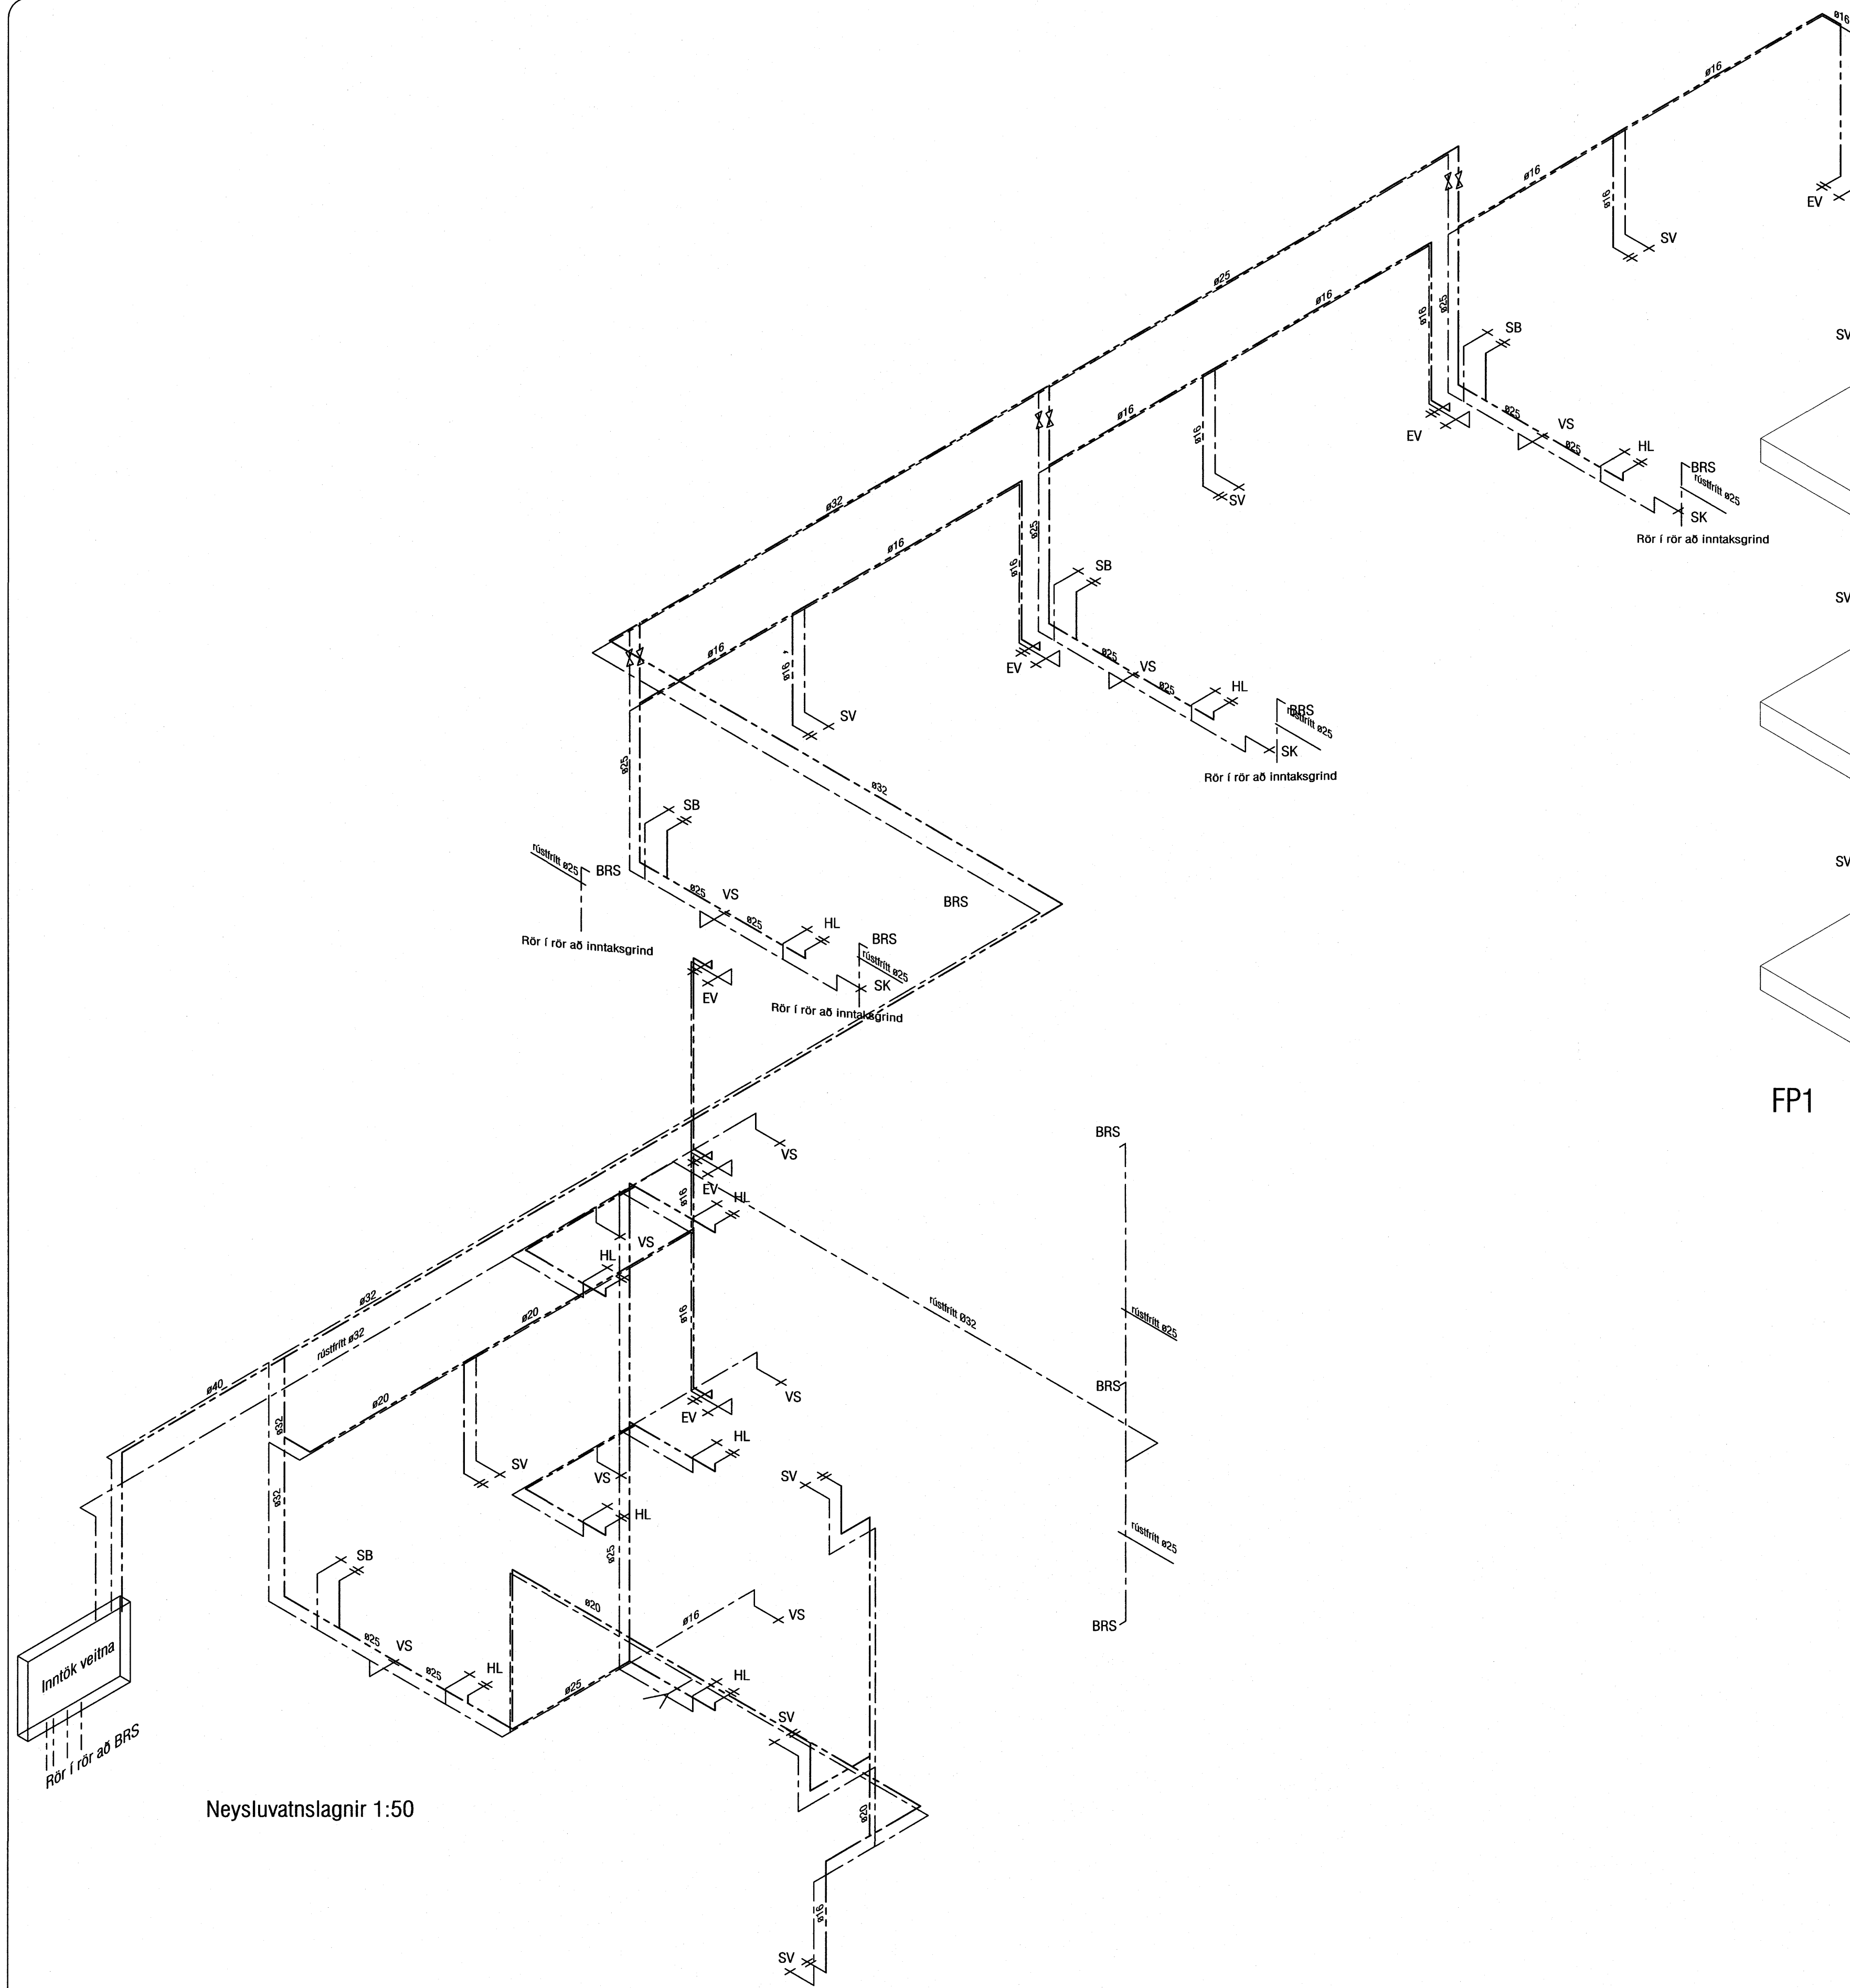 ø16
ø16
EV
ø16
ø16
SV
ø25
ø16
ø16
ø25
SB
SV
EV
ø25
VS
ø25
HL
BRS
rústfrítt ø25
SK
Rör í rör að inntaksgrind
ø16
ø16
SV
ø32
ø16
ø16
ø25
SB
EV
ø25
VS
ø25
HL
BRS
rústfrítt ø25
SK
Rör í rör að inntaksgrind
SV
ø16
ø16
SV
ø25
ø32
SB
rústfrítt ø25
BRS
ø25
VS
ø25
HL
BRS
Rör í rör að inntaksgrind
BRS
rústfrítt ø25
SK
Rör í rör að inntaksgrind
EV
SV
FP1
BRS
VS
EV
ø16
HL
VS
HL
ø32
ø20
rústfrítt ø32
ø16
rústfrítt ø32
rústfrítt ø25
ø40
ø20
ø32
VS
BRS
EV
HL
SV
VS
SV
ø32
HL
ø25
rústfrítt ø25
SB
ø20
ø16
VS
BRS
ø25
VS
ø25
HL
HL
ø25
Inntök veitna
SV
Rör í rör að BRS
Neysluvatnslagnir 1:50
ø20
ø16
SV